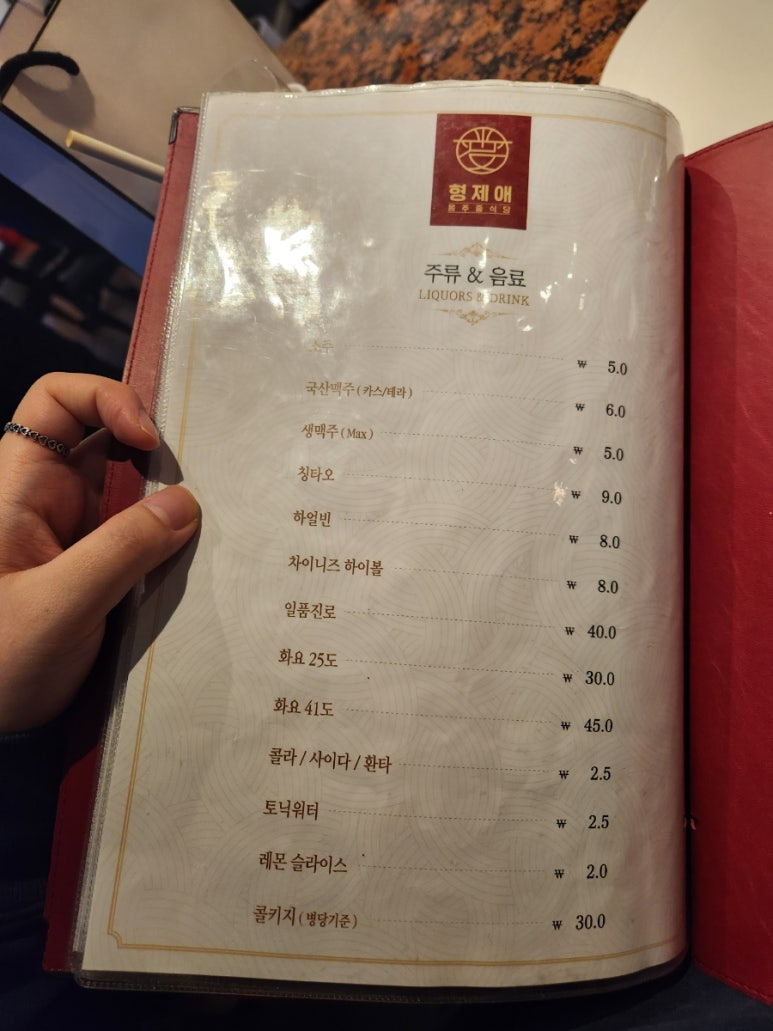 형제애
주류 & 음료
LIQUORS & DRINK
소주 ₩ 5.0
국산맥주 (카스/테라) ₩ 6.0
생맥주 (Max) ₩ 5.0
칭타오 ₩ 9.0
하얼빈 ₩ 8.0
차이니즈 하이볼 ₩ 8.0
일품진로 ₩ 40.0
화요 25도 ₩ 30.0
화요 41도 ₩ 45.0
콜라 / 사이다 / 환타 ₩ 2.5
토닉워터 ₩ 2.5
레몬 슬라이스 ₩ 2.0
콜키지 (병당기준) ₩ 30.0